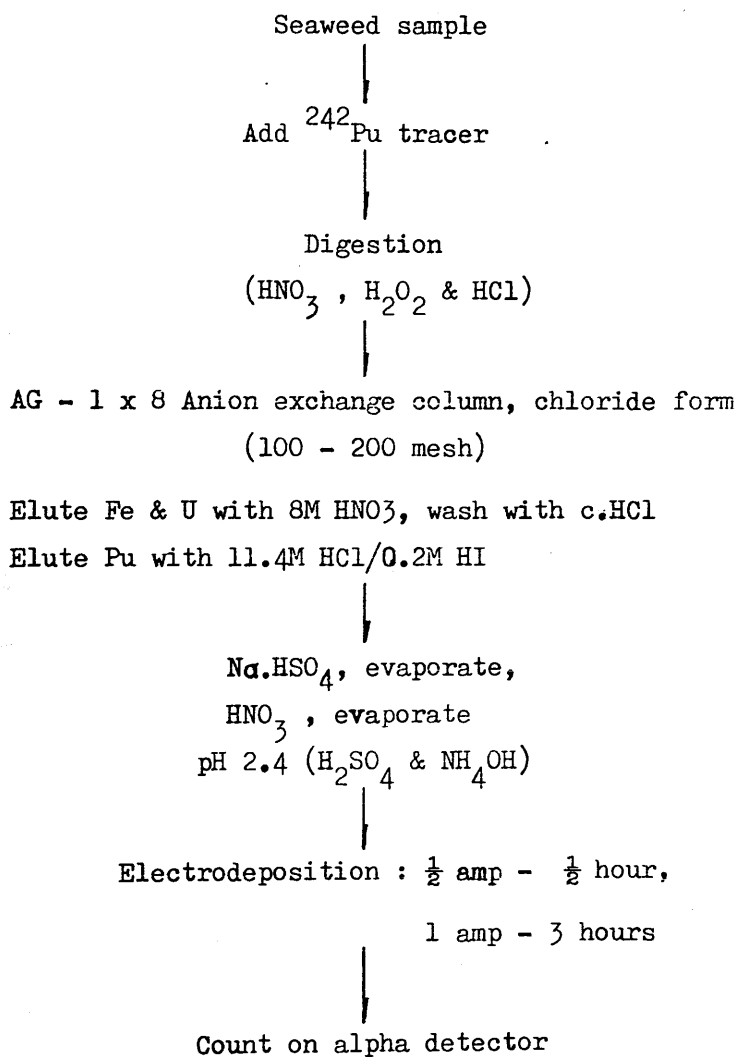 Seaweed sample
Add ²⁴²Pu tracer
Digestion
(HNO₃ , H₂O₂ & HCl)
AG - 1 x 8 Anion exchange column, chloride form
(100 - 200 mesh)
Elute Fe & U with 8M HNO3, wash with c.HCl
Elute Pu with 11.4M HCl/0.2M HI
Na.HSO₄, evaporate,
HNO₃ , evaporate
pH 2.4 (H₂SO₄ & NH₄OH)
Electrodeposition : ½ amp - ½ hour,
1 amp - 3 hours
Count on alpha detector